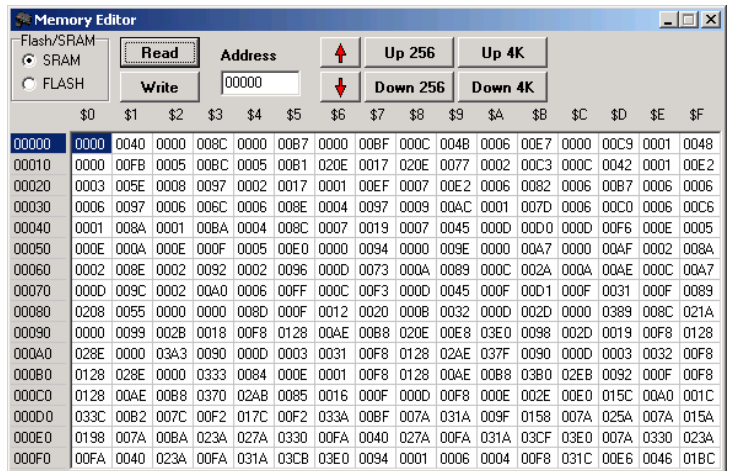 Memory Editor
Flash/SRAM
SRAM
FLASH
Read
Write
Address
00000
Up 256
Up 4K
Down 256
Down 4K
$0 $1 $2 $3 $4 $5 $6 $7 $8 $9 $A $B $C $D $E $F
00000 0000 0040 0000 008C 0000 00B7 0000 00BF 000C 004B 0006 00E7 0000 00C9 0001 0048
00010 0000 00FB 0005 00BC 0005 00B1 020E 0017 020E 0077 0002 00C3 000C 0042 0001 00E2
00020 0003 005E 0008 0097 0002 0017 0001 00EF 0007 00E2 0006 0082 0006 00B7 0006 0006
00030 0006 0097 0006 006C 0006 008E 0004 0097 0009 00AC 0001 007D 0006 00C0 0006 00C6
00040 0001 008A 0001 00BA 0004 008C 0007 0019 0007 0045 000D 00D0 000D 00F6 000E 0005
00050 000E 000A 000E 000F 0005 00E0 0000 0094 0000 009E 0000 00A7 0000 00AF 0002 008A
00060 0002 008E 0002 0092 0002 0096 000D 0073 000A 0089 000C 002A 000A 00AE 000C 00A7
00070 000D 009C 0002 00A0 0006 00FF 000C 00F3 000D 0045 000F 00D1 000F 0031 000F 0089
00080 0208 0055 0000 0000 008D 000F 0012 0020 000B 0032 000D 002D 0000 0389 008C 021A
00090 0000 0099 002B 0018 00F8 0128 00AE 00B8 020E 00E8 03E0 0098 002D 0019 00F8 0128
000A0 028E 0000 03A3 0090 000D 0003 0031 00F8 0128 02AE 037F 0090 000D 0003 0032 00F8
000B0 0128 028E 0000 0333 0084 000E 0001 00F8 0128 00AE 00B8 03B0 02EB 0092 000F 00F8
000C0 0128 00AE 00B8 0370 02AB 0085 0016 000F 000D 00F8 000E 002E 00E0 015C 00A0 001C
000D0 033C 00B2 007C 00F2 017C 00F2 033A 00BF 007A 031A 009F 0158 007A 025A 007A 015A
000E0 0198 007A 00BA 023A 027A 0330 00FA 0040 027A 00FA 031A 03CF 03E0 007A 0330 023A
000F0 00FA 0040 023A 00FA 031A 03CB 03E0 0094 0001 0006 0004 00F8 031C 00E6 0046 01BC